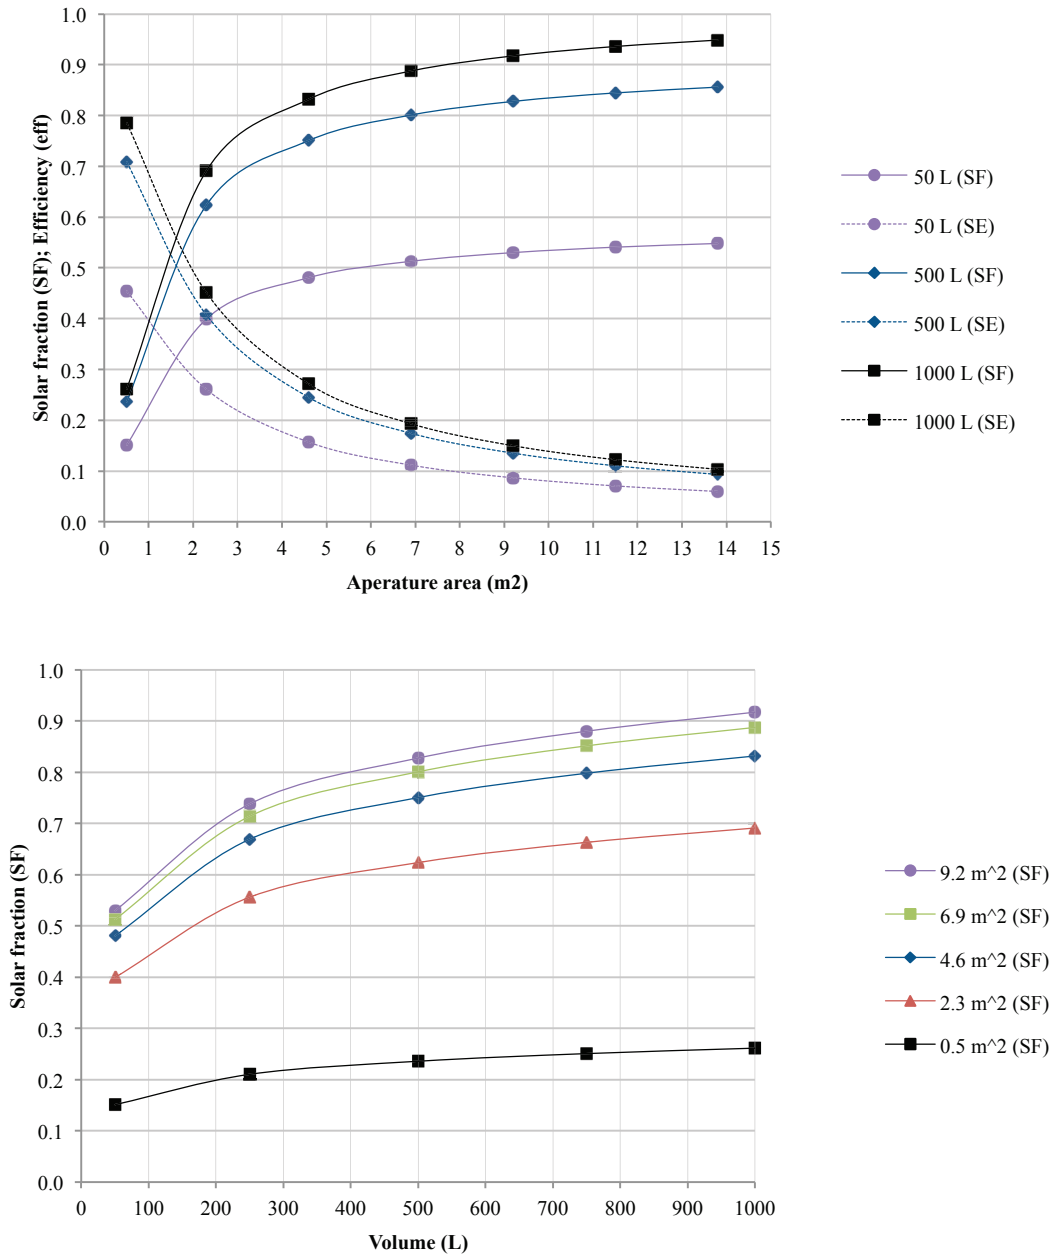 1.0
0.9
0.8
0.7
0.6
0.5
0.4
0.3
0.2
0.1
0.0
Solar fraction (SF); Efficiency (eff)
0 1 2 3 4 5 6 7 8 9 10 11 12 13 14 15
Aperature area (m2)
50 L (SF)
50 L (SE)
500 L (SF)
500 L (SE)
1000 L (SF)
1000 L (SE)
1.0
0.9
0.8
0.7
0.6
0.5
0.4
0.3
0.2
0.1
0.0
Solar fraction (SF)
0 100 200 300 400 500 600 700 800 900 1000
Volume (L)
9.2 m^2 (SF)
6.9 m^2 (SF)
4.6 m^2 (SF)
2.3 m^2 (SF)
0.5 m^2 (SF)